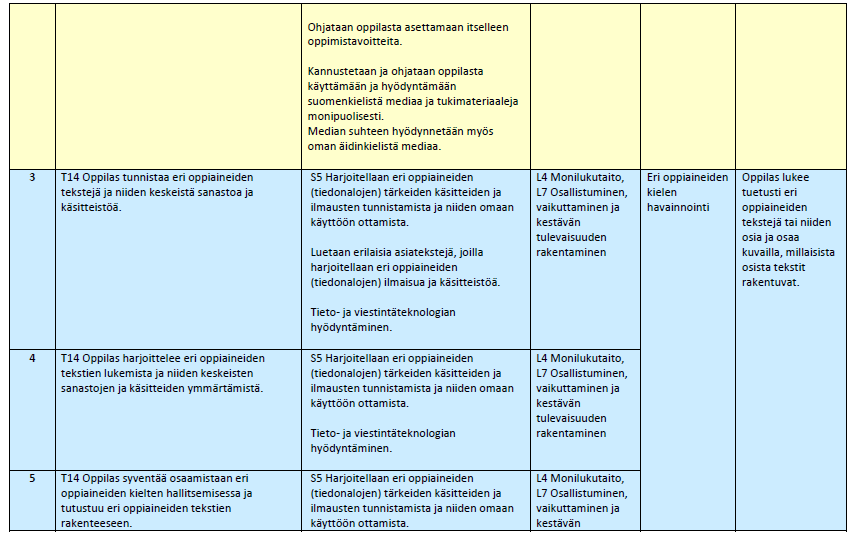 Ohjataan oppilasta asettamaan itselleen
oppimistavoitteita.
Kannustetaan ja ohjataan oppilasta
käyttämään ja hyödyntämään
suomenkielistä mediaa ja tukimateriaaleja
monipuolisesti.
Median suhteen hyödynnetään myös
oman äidinkielistä mediaa.
3
T14 Oppilas tunnistaa eri oppiaineiden
tekstejä ja niiden keskeistä sanastoa ja
käsitteistöä.
S5 Harjoitellaan eri oppiaineiden
(tiedonalojen) tärkeiden käsitteiden ja
ilmausten tunnistamista ja niiden omaan
käyttöön ottamista.
Luetaan erilaisia asiatekstejä, joilla
harjoitellaan eri oppiaineiden
(tiedonalojen) ilmaisua ja käsitteistöä.
Tieto- ja viestintäteknologian
hyödyntäminen.
L4 Monilukutaito,
L7 Osallistuminen,
vaikuttaminen ja
kestävän
tulevaisuuden
rakentaminen
Eri oppiaineiden
kielen
havainnointi
Oppilas lukee
tuetusti eri
oppiaineiden
tekstejä tai niiden
osia ja osaa
kuvailla, millaisista
osista tekstit
rakentuvat.
4
T14 Oppilas harjoittelee eri oppiaineiden
tekstien lukemista ja niiden keskeisten
sanastojen ja käsitteiden ymmärtämistä.
S5 Harjoitellaan eri oppiaineiden
(tiedonalojen) tärkeiden käsitteiden ja
ilmausten tunnistamista ja niiden omaan
käyttöön ottamista.
Tieto- ja viestintäteknologian
hyödyntäminen.
L4 Monilukutaito,
L7 Osallistuminen,
vaikuttaminen ja
kestävän
tulevaisuuden
rakentaminen
5
T14 Oppilas syventää osaamistaan eri
oppiaineiden kielten hallitsemisessa ja
tutustuu eri oppiaineiden tekstien
rakenteeseen.
S5 Harjoitellaan eri oppiaineiden
(tiedonalojen) tärkeiden käsitteiden ja
ilmausten tunnistamista ja niiden omaan
käyttöön ottamista.
L4 Monilukutaito,
L7 Osallistuminen,
vaikuttaminen ja
kestävän